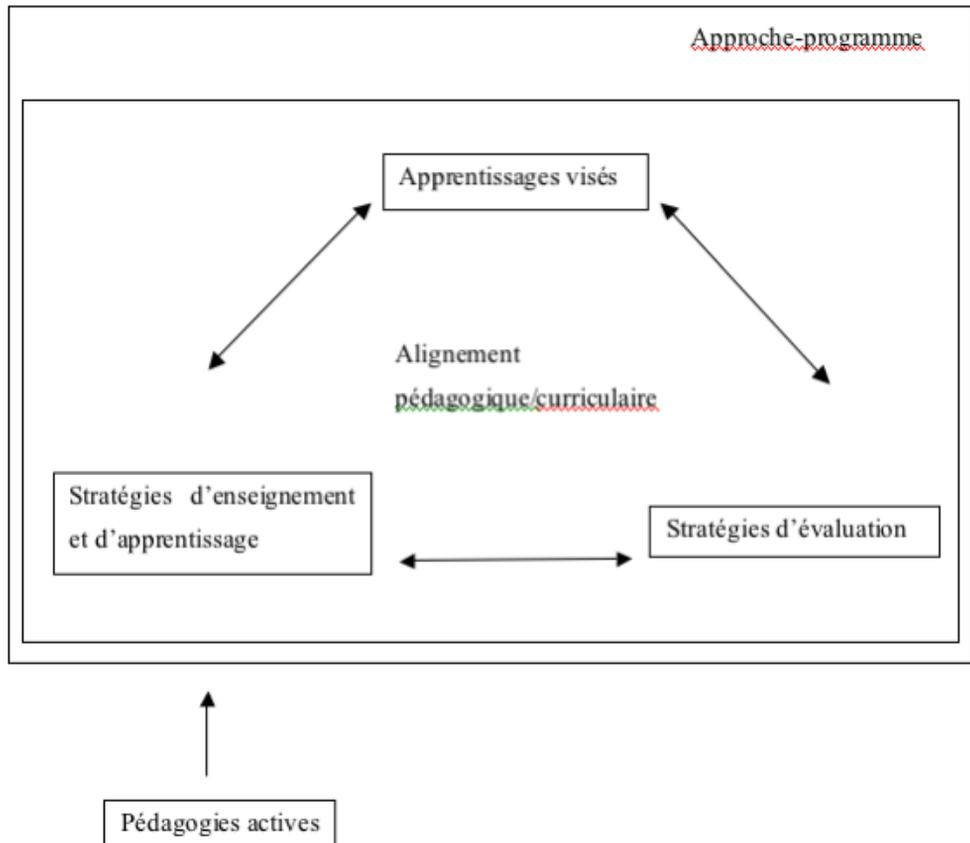 Approche-programme
Apprentissages visés
Alignement
pédagogique/curriculaire
Stratégies d'enseignement
et d'apprentissage
Stratégies d'évaluation
Pédagogies actives